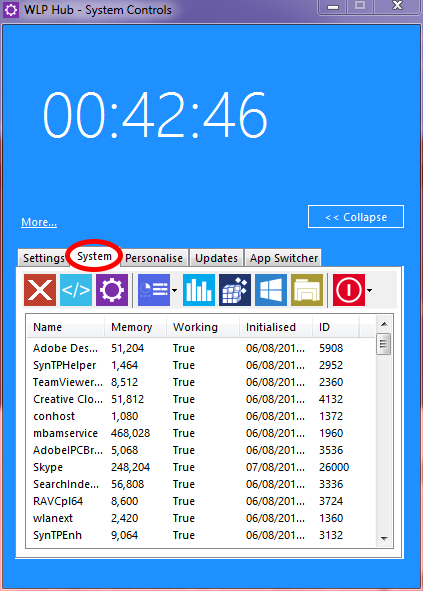 WLP Hub - System Controls
00:42:46
More...
<< Collapse
Settings System Personalise Updates App Switcher
</>
Name Memory Working Initialised ID
Adobe Des... 51,204 True 06/08/201... 5908
SynTPHelper 1,464 True 06/08/201... 2952
TeamViewer... 8,512 True 06/08/201... 2360
Creative Clo... 51,812 True 06/08/201... 4132
conhost 1,080 True 06/08/201... 1372
mbamservice 468,028 True 06/08/201... 1960
AdobeIPCBr... 5,068 True 06/08/201... 3536
Skype 248,204 True 07/08/201... 26000
SearchInde... 56,808 True 06/08/201... 3336
RAVCpl64 8,600 True 06/08/201... 3724
wlanext 2,420 True 06/08/201... 1360
SynTPEnh 9,064 True 06/08/201... 3132